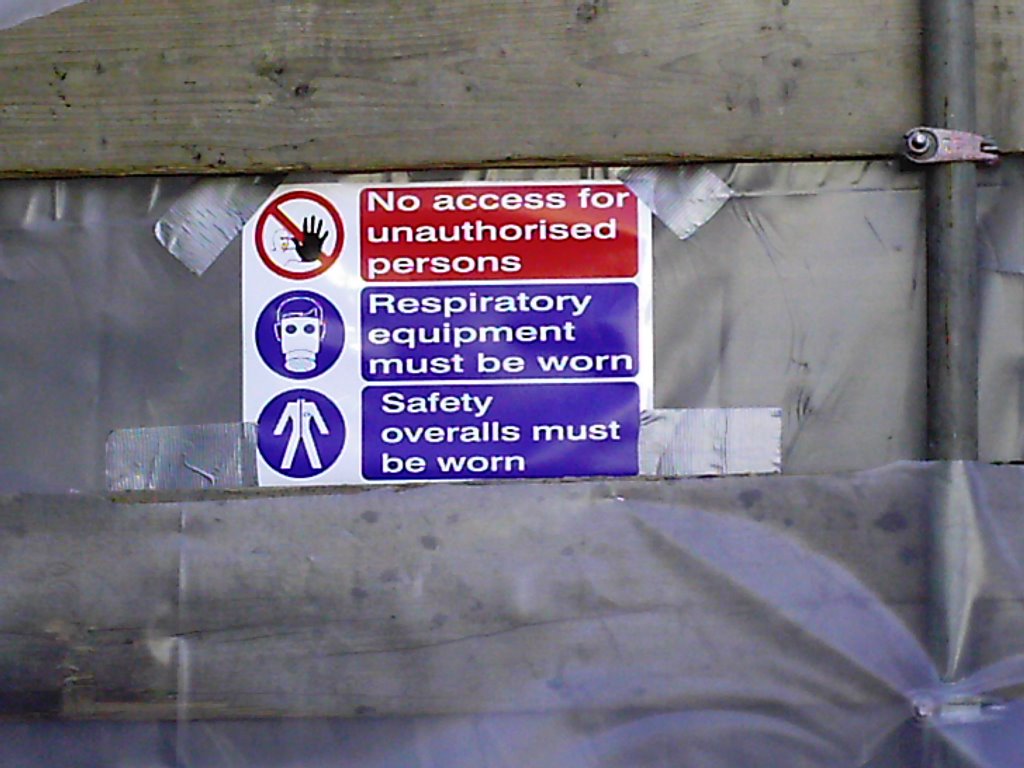 No access for
unauthorised
persons
Respiratory
equipment
must be worn
Safety
overalls must
be worn